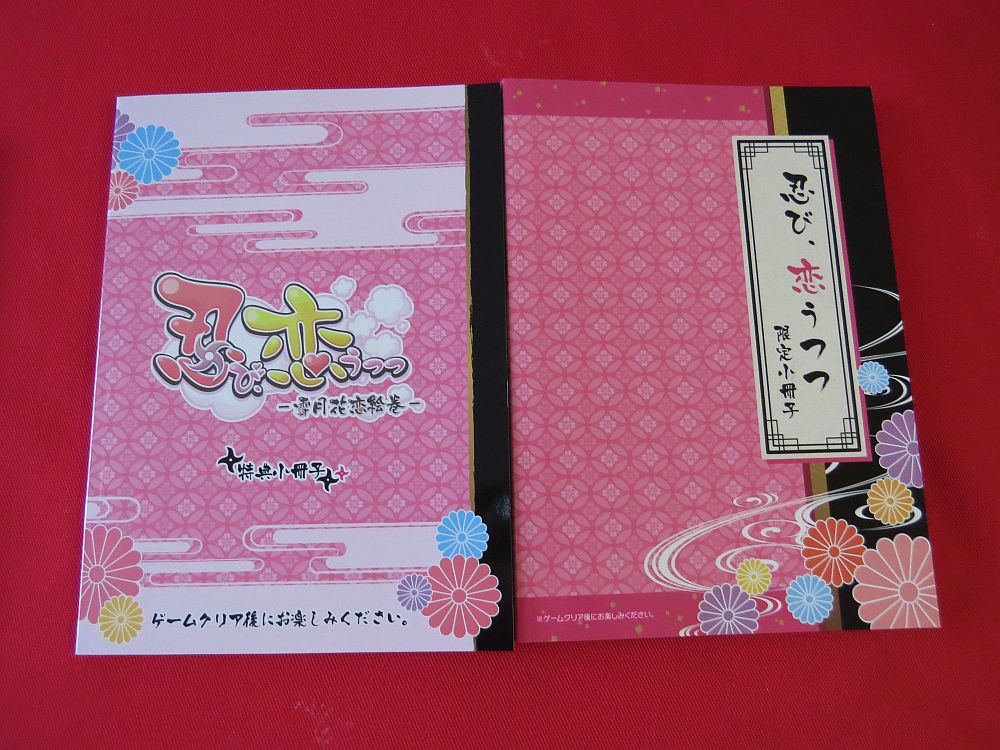 忍び、恋うつつ
－雪月花恋絵巻－
特典小冊子
ゲームクリア後にお楽しみください。
忍び、恋うつつ
限定小冊子
※ゲームクリア後にお楽しみください。